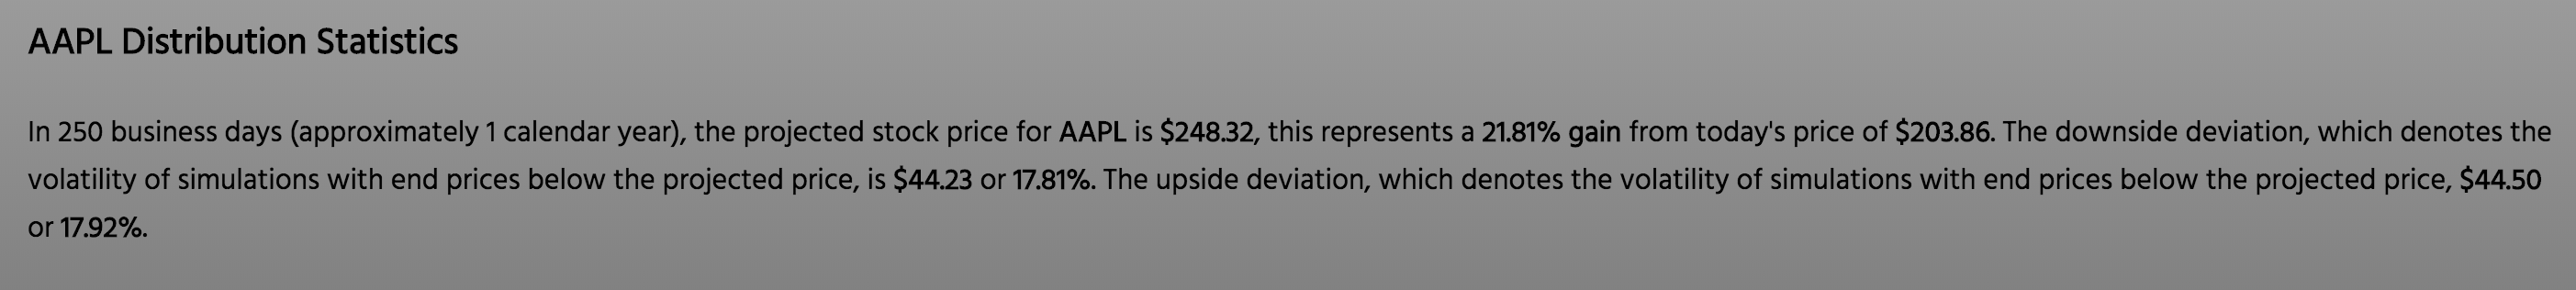 AAPL Distribution Statistics
In 250 business days (approximately 1 calendar year), the projected stock price for AAPL is $248.32, this represents a 21.81% gain from today's price of $203.86. The downside deviation, which denotes the
volatility of simulations with end prices below the projected price, is $44.23 or 17.81%. The upside deviation, which denotes the volatility of simulations with end prices below the projected price, $44.50
or 17.92%.